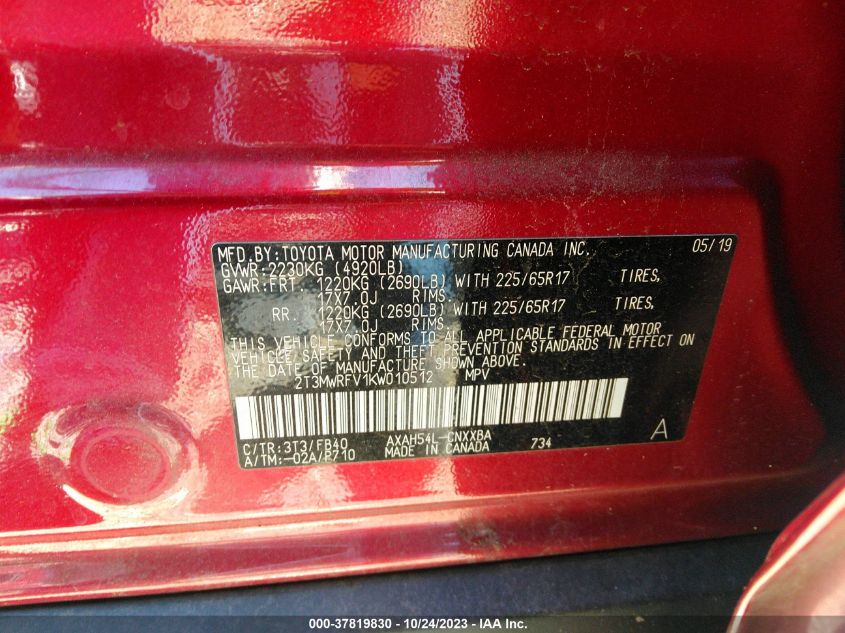 MFD.BY:TOYOTA MOTOR MANUFACTURING CANADA INC. 05/19
GVWR:2230KG (4920LB)
GAWR:FRT. 1220KG (2690LB) WITH 225/65R17 TIRES,
17X7.0J RIMS.
RR. 1220KG (2690LB) WITH 225/65R17 TIRES,
17X7.0J RIMS.
THIS VEHICLE CONFORMS TO ALL APPLICABLE FEDERAL MOTOR
VEHICLE SAFETY AND THEFT PREVENTION STANDARDS IN EFFECT ON
THE DATE OF MANUFACTURE SHOWN ABOVE.
2T3MWRFV1KW010512 MPV
C/TR:3T3/FB40 AXAH54L-CNXXBA 734 A
A/TM:-02A/P710 MADE IN CANADA
000-37819830 - 10/24/2023 - IAA Inc.